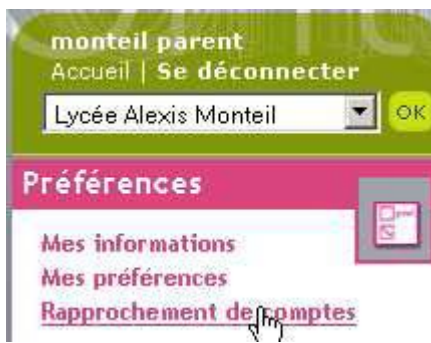 monteil parent
Accueil | Se déconnecter
Lycée Alexis Monteil OK
Préférences
Mes informations
Mes préférences
Rapprochement de comptes